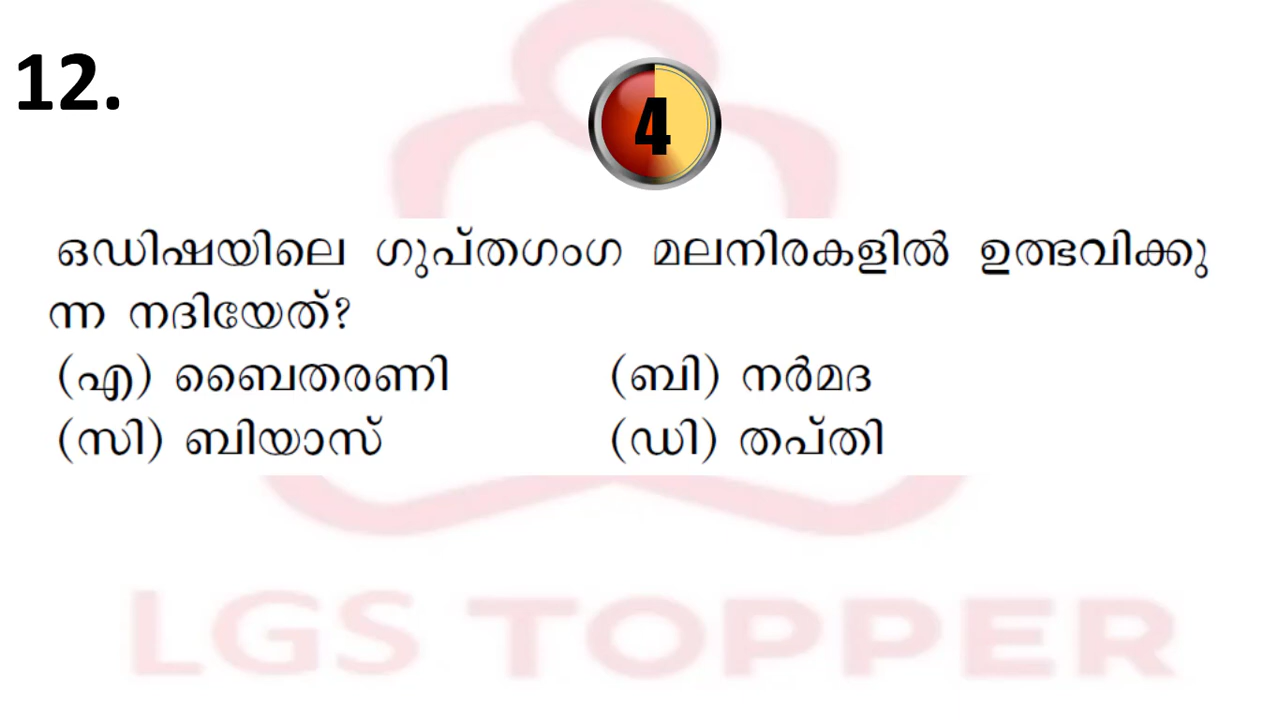 12.
4
ഒഡിഷയിലെ ഗുപ്തഗംഗ മലനിരകളിൽ ഉത്ഭവിക്കു
ന്ന നദിയേത്?
(എ) ബൈതരണി (ബി) നർമദ
(സി) ബിയാസ് (ഡി) തപ്തി
LGS TOPPER